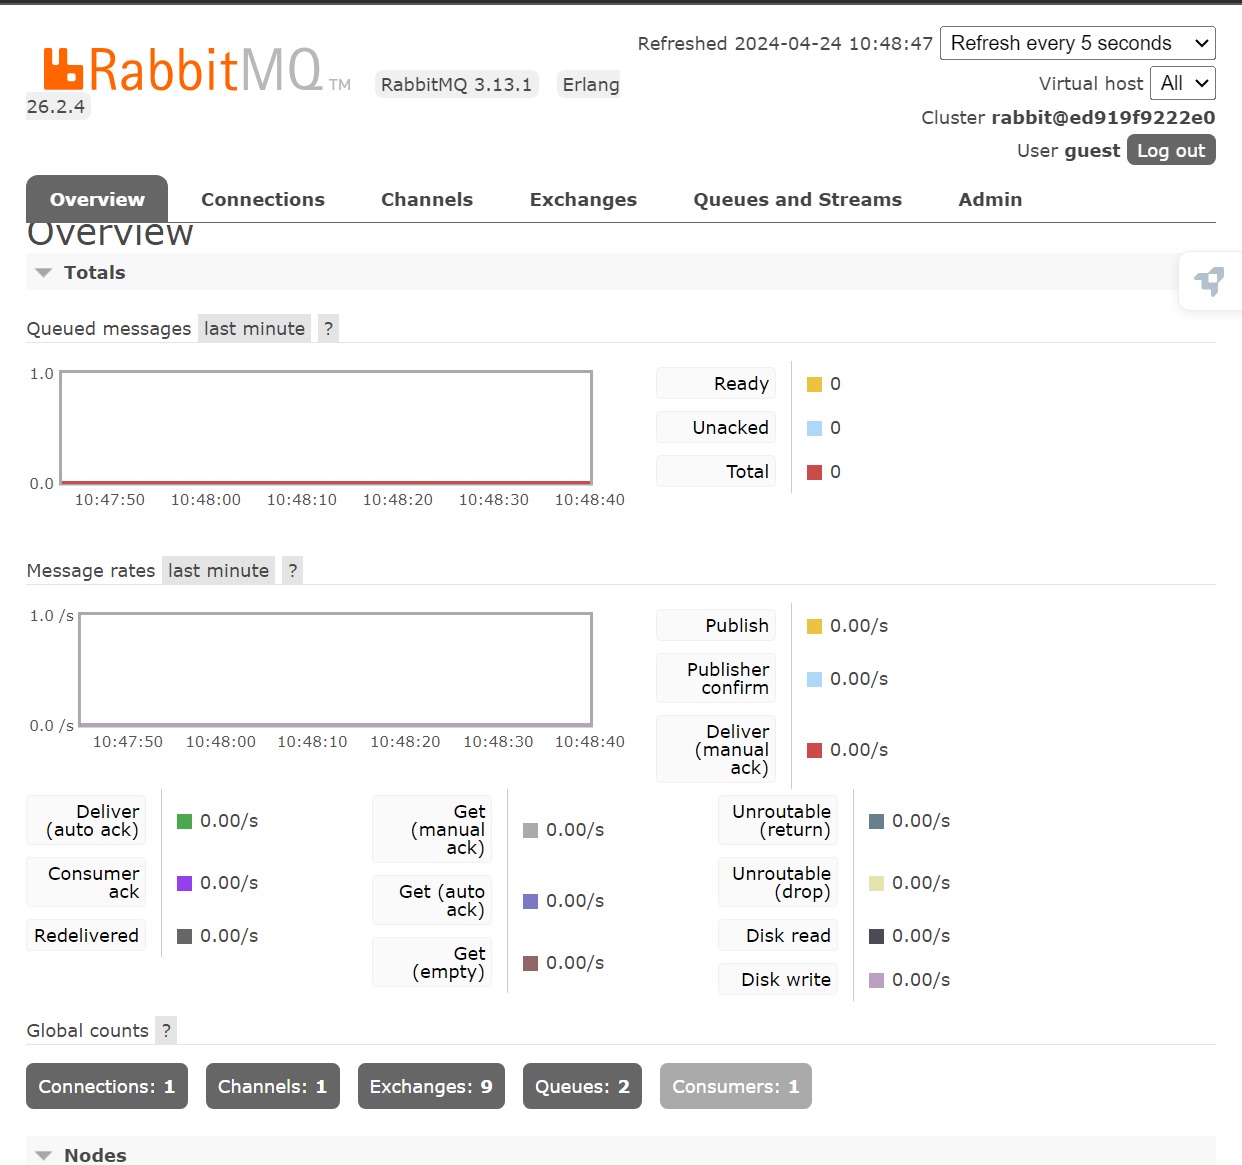 Refreshed 2024-04-24 10:48:47 Refresh every 5 seconds
RabbitMQ TM RabbitMQ 3.13.1 Erlang
26.2.4
Virtual host All
Cluster rabbit@ed919f9222e0
User guest Log out
Overview Connections Channels Exchanges Queues and Streams Admin
Overview
Totals
Queued messages last minute ?
1.0
0.0
10:47:50 10:48:00 10:48:10 10:48:20 10:48:30 10:48:40
Ready 0
Unacked 0
Total 0
Message rates last minute ?
1.0 /s
0.0 /s
10:47:50 10:48:00 10:48:10 10:48:20 10:48:30 10:48:40
Publish 0.00/s
Publisher
confirm 0.00/s
Deliver
(manual 0.00/s
ack)
Deliver
(auto ack) 0.00/s
Consumer
ack 0.00/s
Redelivered 0.00/s
Get
(manual 0.00/s
ack)
Get (auto
ack) 0.00/s
Get
(empty) 0.00/s
Unroutable
(return) 0.00/s
Unroutable
(drop) 0.00/s
Disk read 0.00/s
Disk write 0.00/s
Global counts ?
Connections: 1 Channels: 1 Exchanges: 9 Queues: 2 Consumers: 1
Nodes